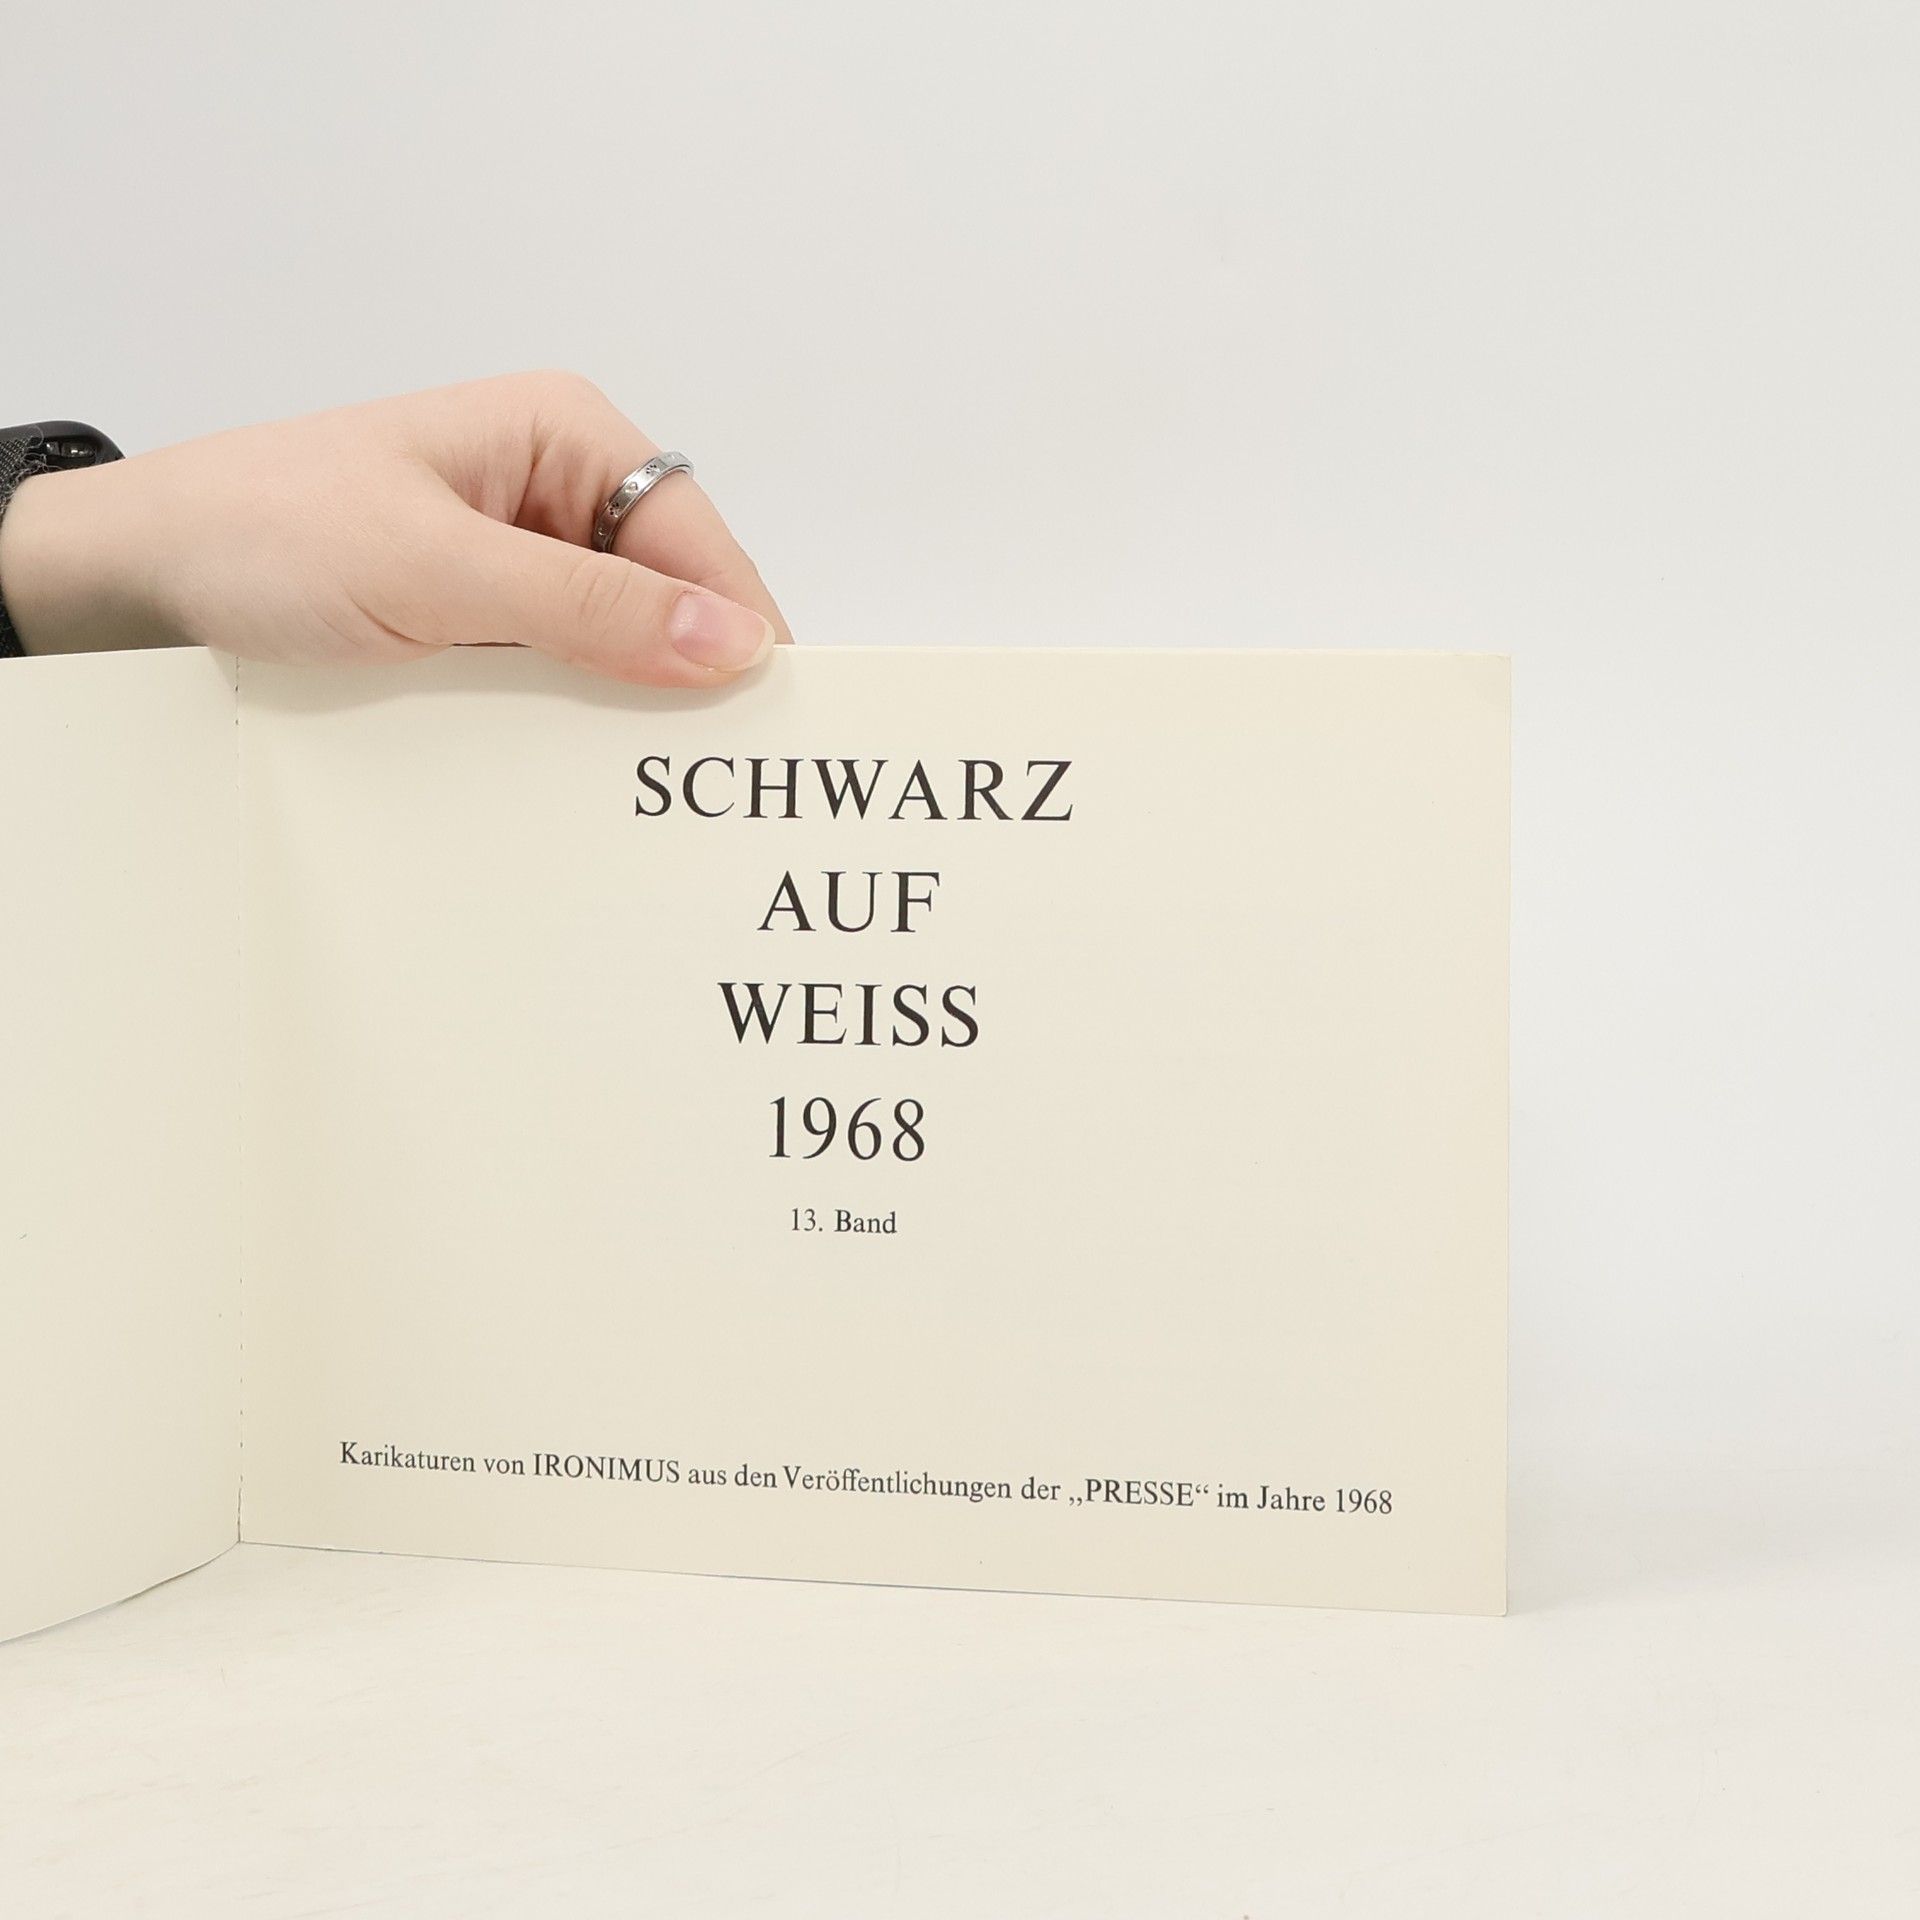 SCHWARZ
AUF
WEISS
1968
13. Band
Karikaturen von IRONIMUS aus den Veröffentlichungen der „PRESSE“ im Jahre 1968